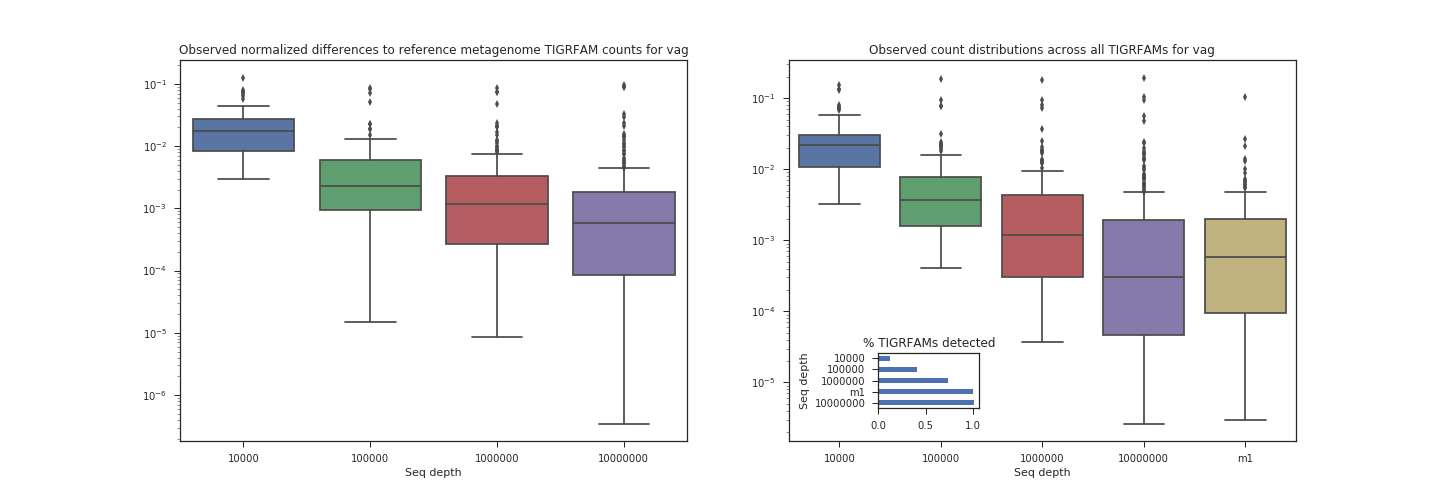 Observed normalized differences to reference metagenome TIGRFAM counts for vag
10⁻¹
10⁻²
10⁻³
10⁻⁴
10⁻⁵
10⁻⁶
10000 100000 1000000 10000000
Seq depth
Observed count distributions across all TIGRFAMs for vag
10⁻¹
10⁻²
10⁻³
10⁻⁴
10⁻⁵
% TIGRFAMs detected
Seq depth
10000
100000
1000000
m1
10000000
0.0 0.5 1.0
10000 100000 1000000 10000000 m1
Seq depth